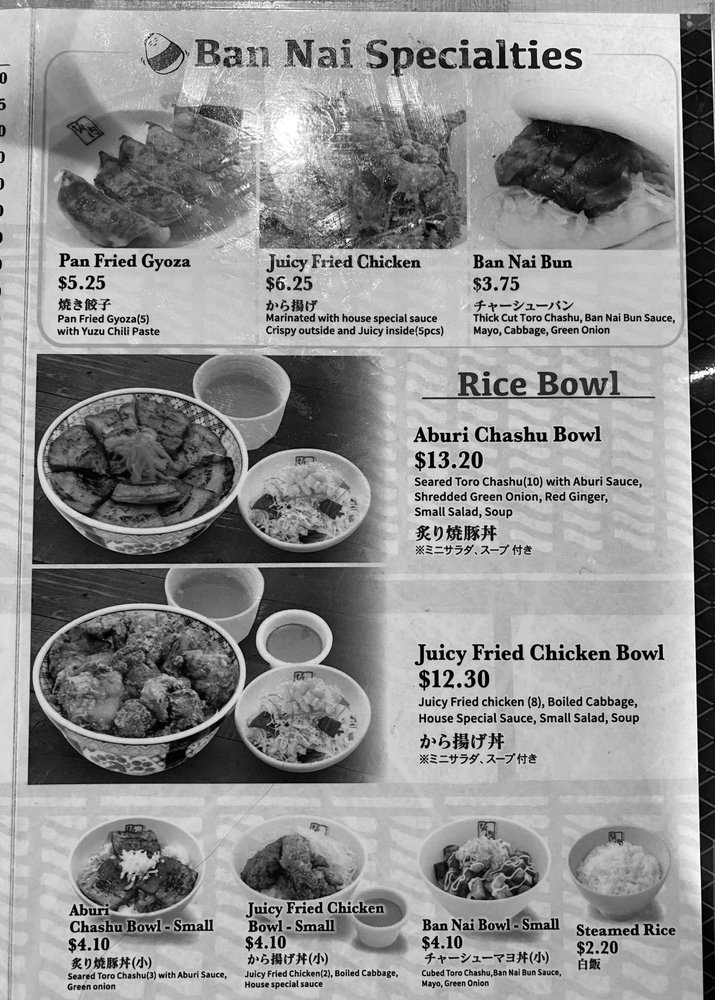 Ban Nai Specialties
Pan Fried Gyoza
$5.25
焼き餃子
Pan Fried Gyoza(5)
with Yuzu Chili Paste
Juicy Fried Chicken
$6.25
から揚げ
Marinated with house special sauce
Crispy outside and Juicy inside(5pcs)
Ban Nai Bun
$3.75
チャーシューバン
Thick Cut Toro Chashu, Ban Nai Bun Sauce,
Mayo, Cabbage, Green Onion
Rice Bowl
Aburi Chashu Bowl
$13.20
Seared Toro Chashu(10) with Aburi Sauce,
Shredded Green Onion, Red Ginger,
Small Salad, Soup
炙り焼豚丼
※ミニサラダ、スープ付き
Juicy Fried Chicken Bowl
$12.30
Juicy Fried chicken (8), Boiled Cabbage,
House Special Sauce, Small Salad, Soup
から揚げ丼
※ミニサラダ、スープ付き
Aburi
Chashu Bowl - Small
$4.10
炙り焼豚丼(小)
Seared Toro Chashu(3) with Aburi Sauce,
Green onion
Juicy Fried Chicken
Bowl - Small
$4.10
から揚げ丼(小)
Juicy Fried Chicken(2), Boiled Cabbage,
House special sauce
Ban Nai Bowl - Small
$4.10
チャーシューマヨ丼(小)
Cubed Toro Chashu,Ban Nai Bun Sauce,
Mayo, Green Onion
Steamed Rice
$2.20
白飯